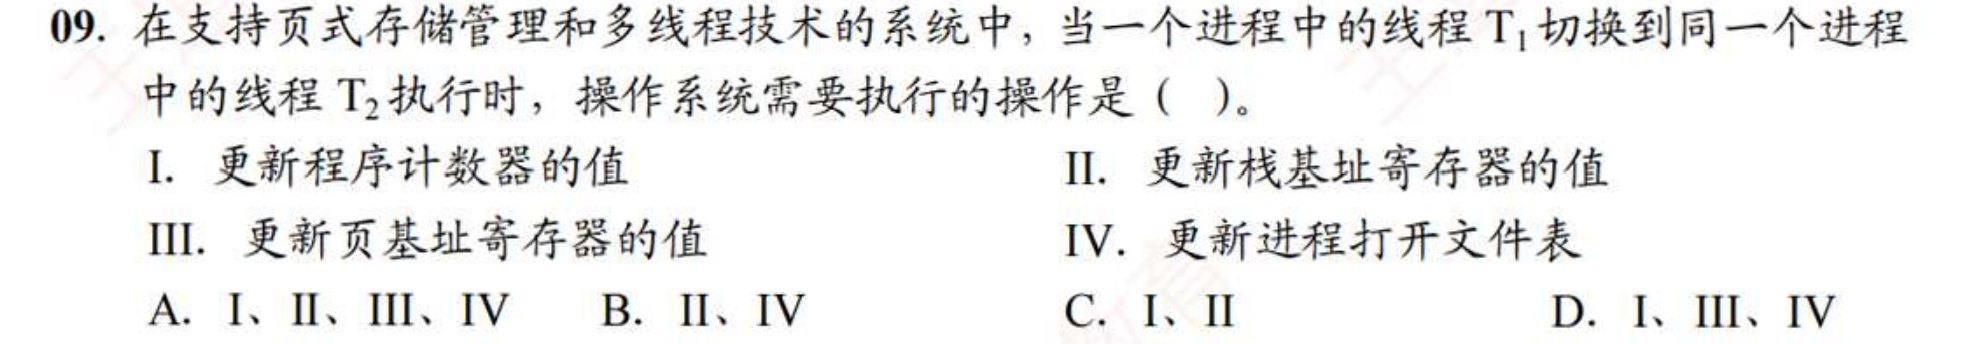 09. 在支持页式存储管理和多线程技术的系统中，当一个进程中的线程 T₁切换到同一个进程
中的线程 T₂执行时，操作系统需要执行的操作是（ ）。
I. 更新程序计数器的值 II. 更新栈基址寄存器的值
III. 更新页基址寄存器的值 IV. 更新进程打开文件表
A. I、II、III、IV B. II、IV C. I、II D. I、III、IV